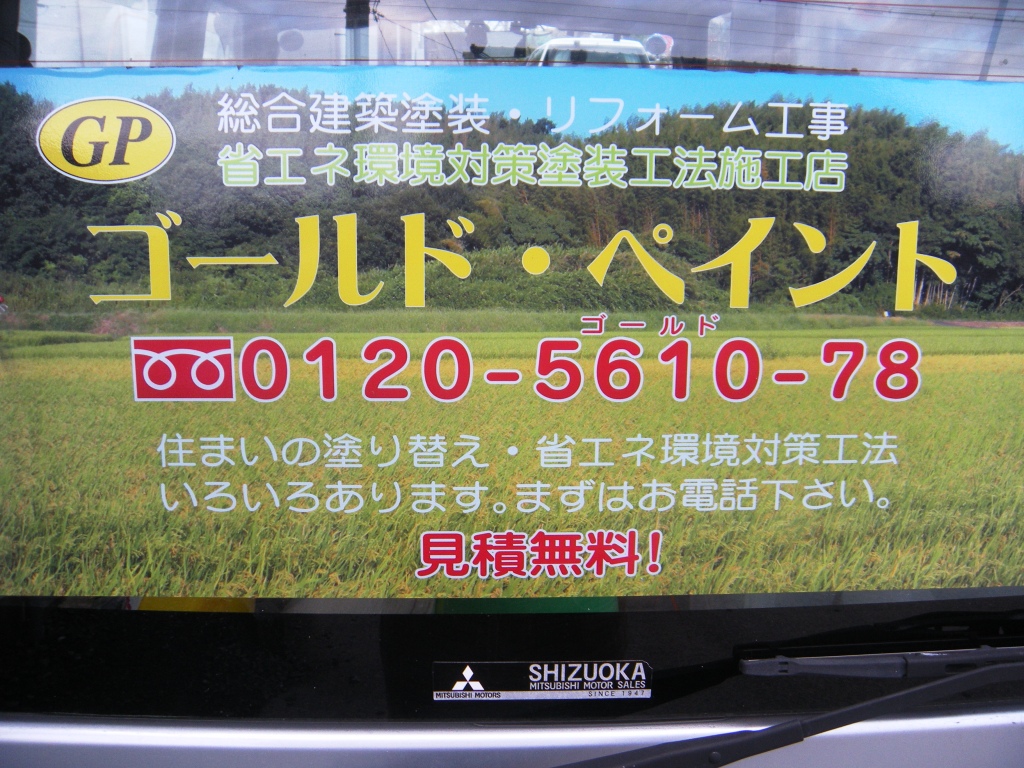 GP
総合建築塗装・リフォーム工事
省エネ環境対策塗装工法施工店
ゴールド・ペイント
ゴールド
0120-5610-78
住まいの塗り替え・省エネ環境対策工法
いろいろあります。まずはお電話下さい。
見積無料!
MITSUBISHI MOTORS
SHIZUOKA
MITSUBISHI MOTOR SALES
SINCE 1947